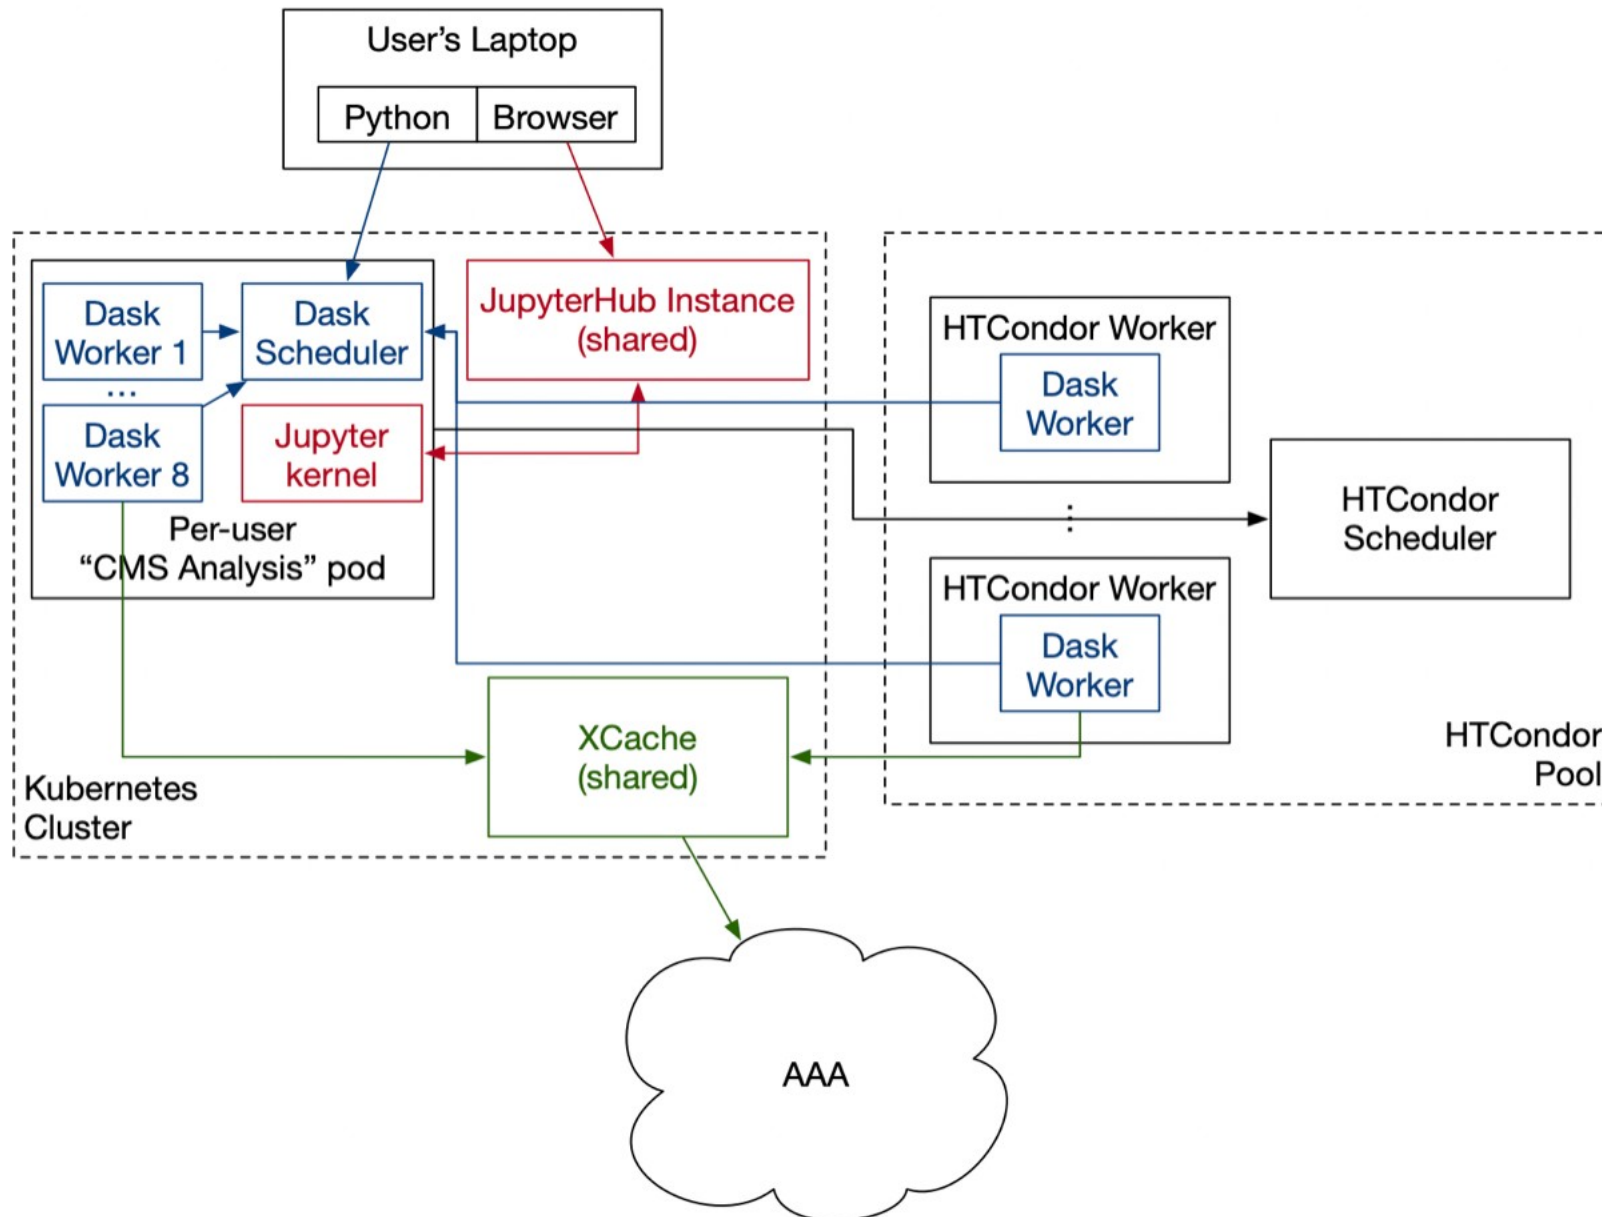 User’s Laptop
Python
Browser
Dask
Worker 1
...
Dask
Worker 8
Dask
Scheduler
Jupyter
kernel
Per-user
“CMS Analysis” pod
JupyterHub Instance
(shared)
XCache
(shared)
Kubernetes
Cluster
HTCondor Worker
Dask
Worker
...
HTCondor Worker
Dask
Worker
HTCondor
Scheduler
HTCondor
Pool
AAA